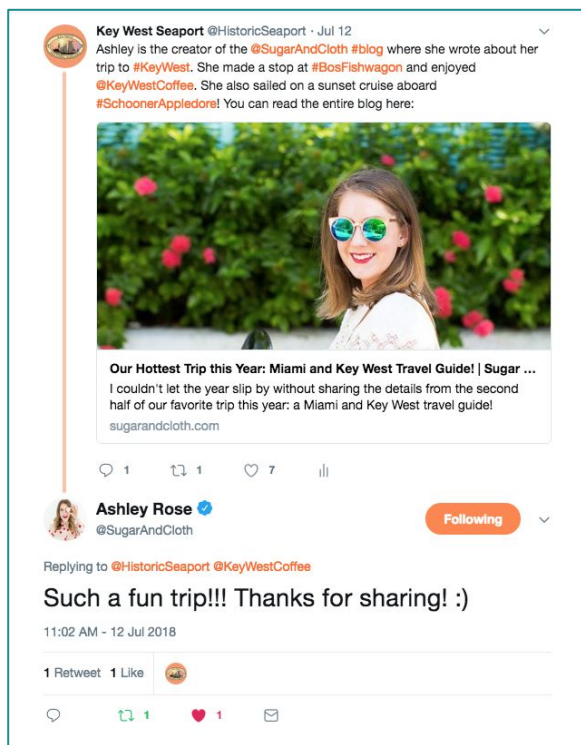 Key West Seaport @HistoricSeaport · Jul 12
Ashley is the creator of the @SugarAndCloth #blog where she wrote about her
trip to #KeyWest. She made a stop at #BosFishwagon and enjoyed
@KeyWestCoffee. She also sailed on a sunset cruise aboard
#SchoonerAppledore! You can read the entire blog here:
Our Hottest Trip this Year: Miami and Key West Travel Guide! | Sugar ...
I couldn't let the year slip by without sharing the details from the second
half of our favorite trip this year: a Miami and Key West travel guide!
sugarandcloth.com
1 1 7
Ashley Rose
@SugarAndCloth
Following
Replying to @HistoricSeaport @KeyWestCoffee
Such a fun trip!!! Thanks for sharing! :)
11:02 AM - 12 Jul 2018
1 Retweet 1 Like
1 1